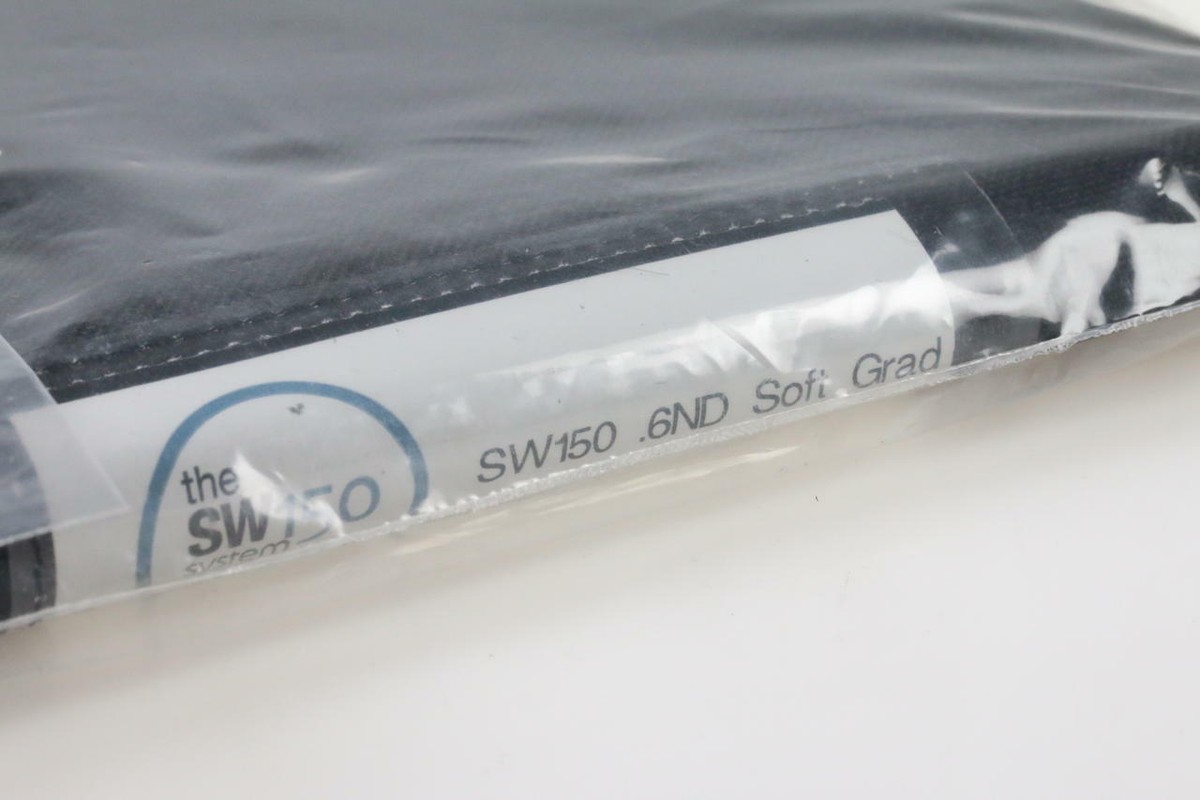 the
SW150
system
SW150 .6ND Soft Grad